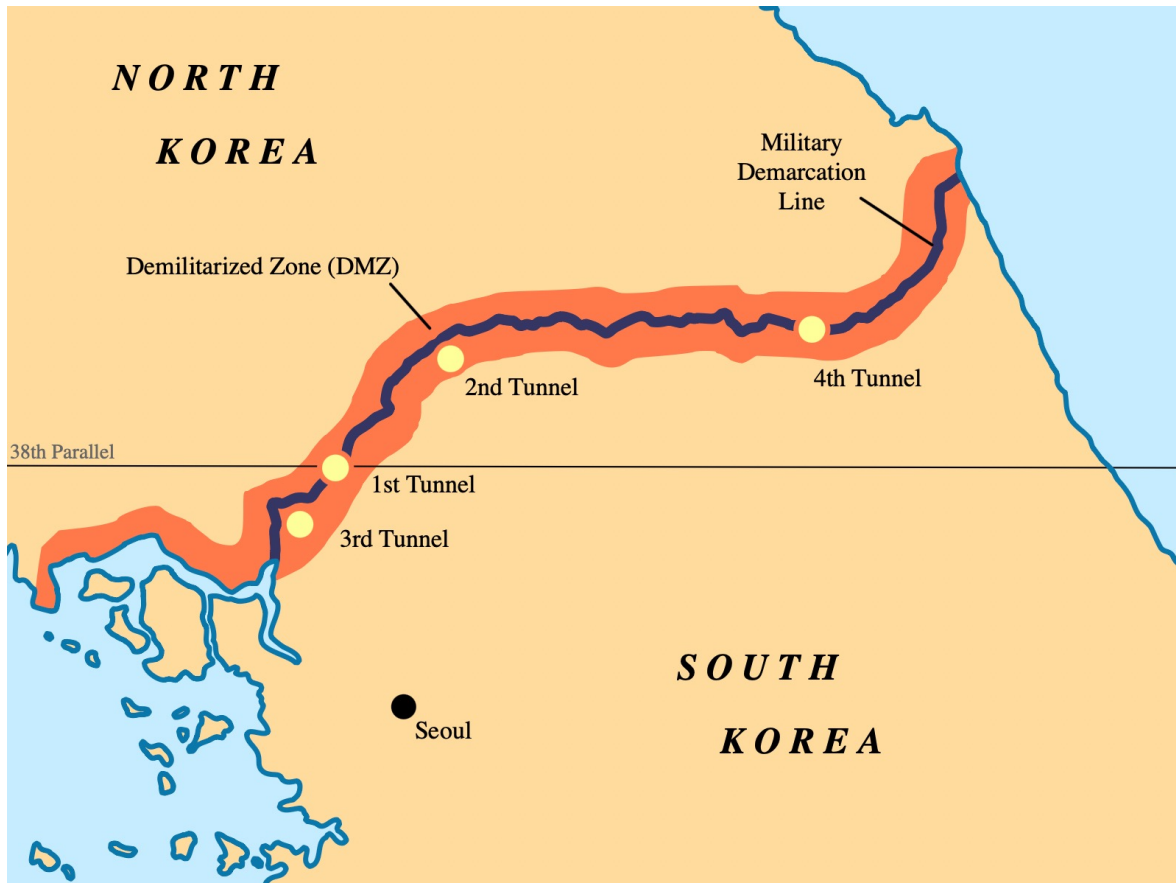 NORTH
KOREA
Military
Demarcation
Line
Demilitarized Zone (DMZ)
2nd Tunnel
4th Tunnel
38th Parallel
1st Tunnel
3rd Tunnel
SOUTH
KOREA
Seoul